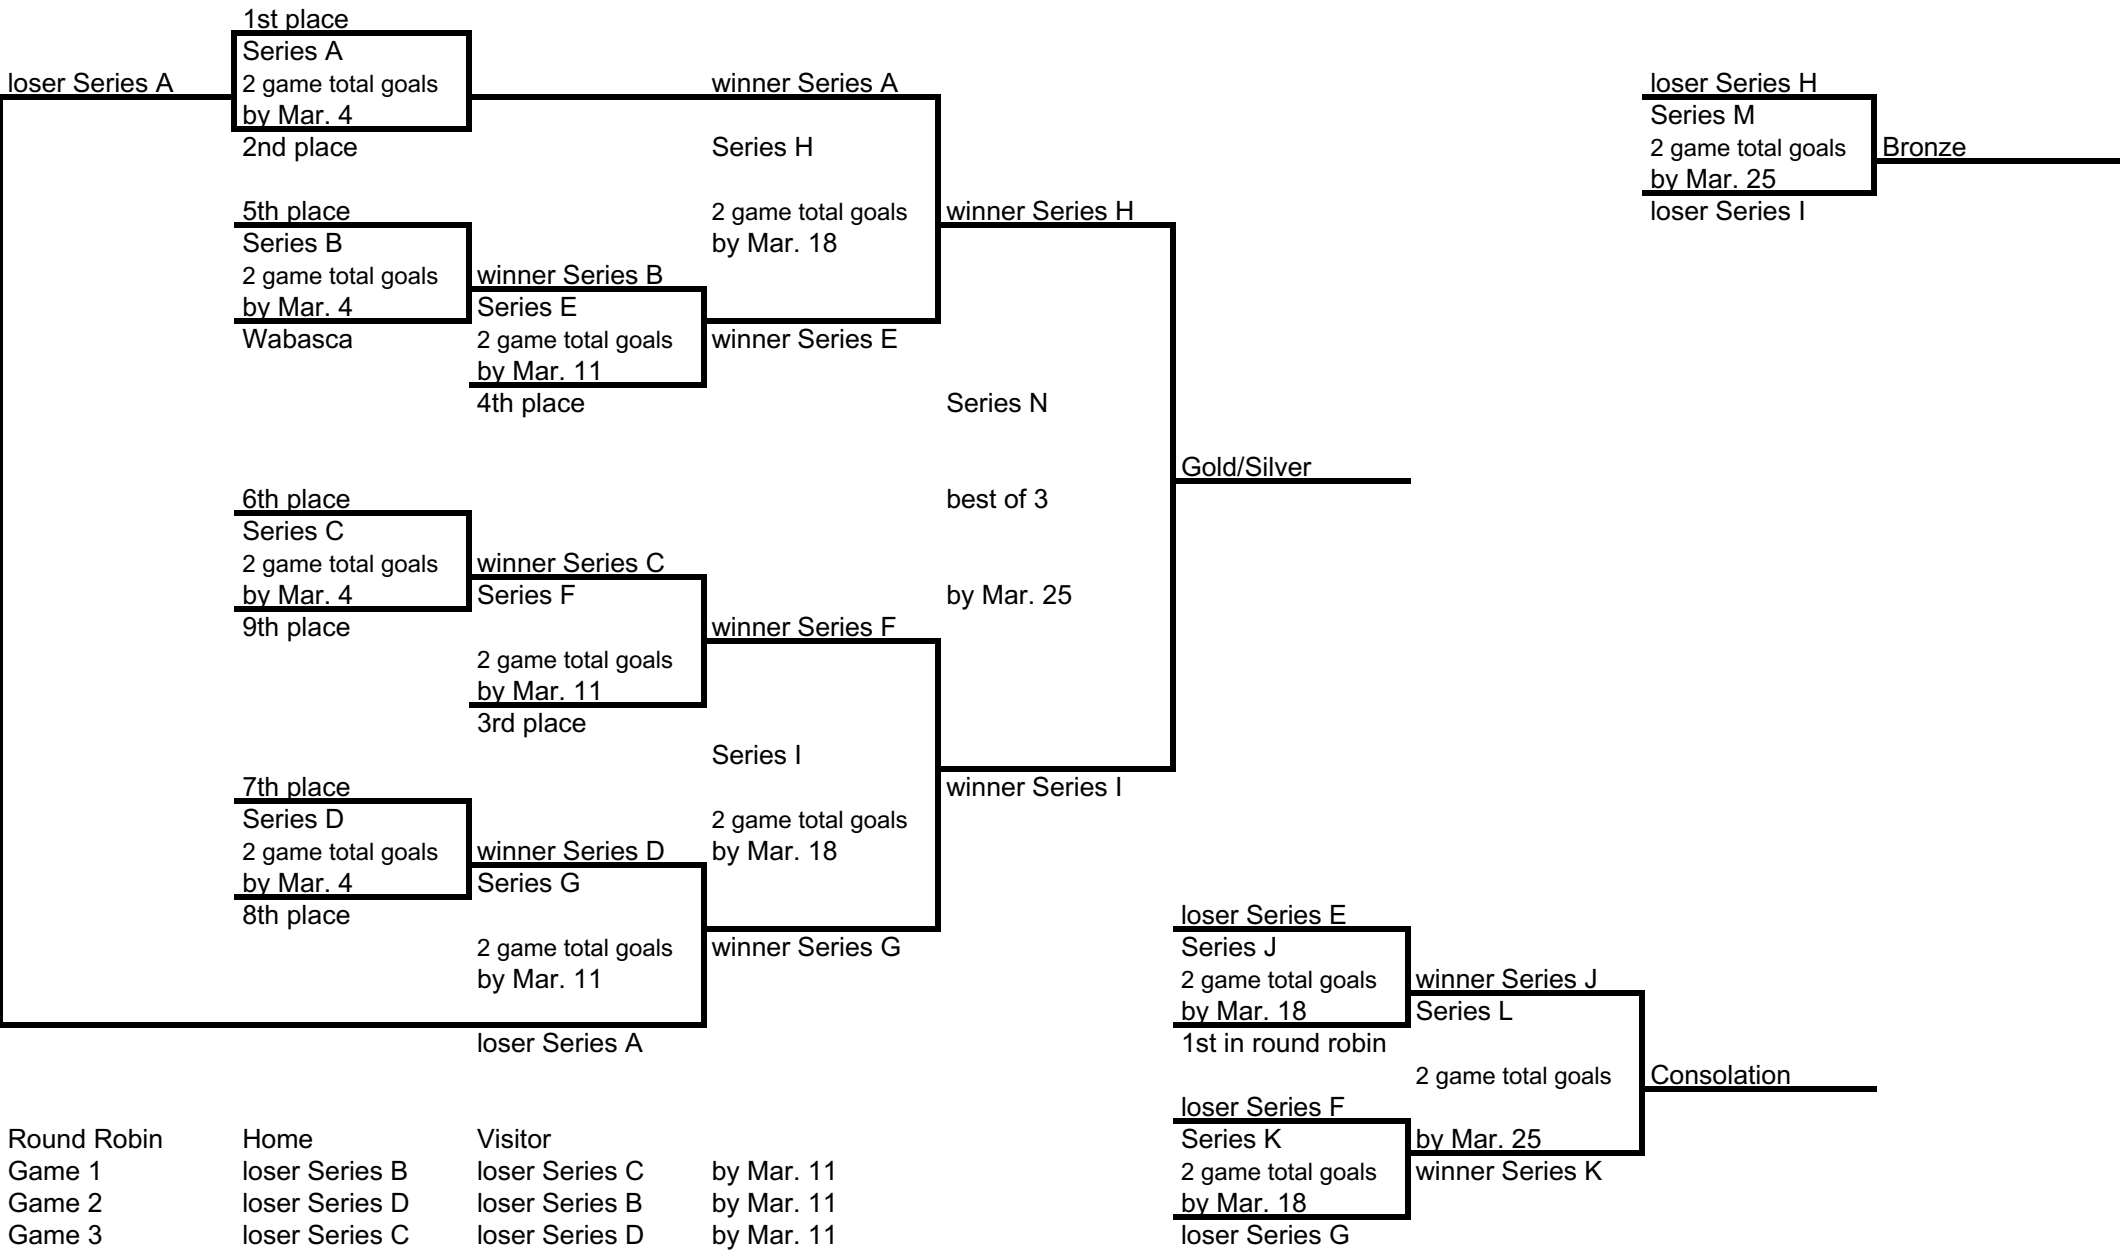 1st place
Series A
loser Series A
2 game total goals
winner Series A
loser Series H
by Mar. 4
Series M
2nd place
Series H
2 game total goals
Bronze
by Mar. 25
5th place
2 game total goals
winner Series H
loser Series I
Series B
by Mar. 18
2 game total goals
winner Series B
by Mar. 4
Series E
Wabasca
2 game total goals
winner Series E
by Mar. 11
4th place
Series N
Gold/Silver
6th place
best of 3
Series C
2 game total goals
winner Series C
by Mar. 4
Series F
by Mar. 25
9th place
winner Series F
2 game total goals
by Mar. 11
3rd place
Series I
7th place
winner Series I
Series D
2 game total goals
2 game total goals
winner Series D
by Mar. 18
by Mar. 4
Series G
8th place
loser Series E
2 game total goals
winner Series G
Series J
by Mar. 11
2 game total goals
winner Series J
by Mar. 18
Series L
loser Series A
1st in round robin
2 game total goals
Consolation
loser Series F
Round Robin
Home
Visitor
Series K
by Mar. 25
Game 1
loser Series B
loser Series C
by Mar. 11
2 game total goals
winner Series K
Game 2
loser Series D
loser Series B
by Mar. 11
by Mar. 18
Game 3
loser Series C
loser Series D
by Mar. 11
loser Series G